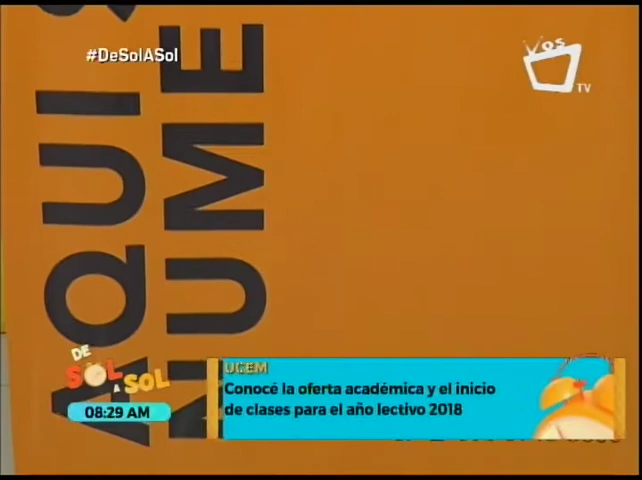 #DeSolASol
Vos
TV
AQUI S
NUME
DE
SOL
A
SOL
08:29 AM
UCEM
Conocé la oferta académica y el inicio
de clases para el año lectivo 2018